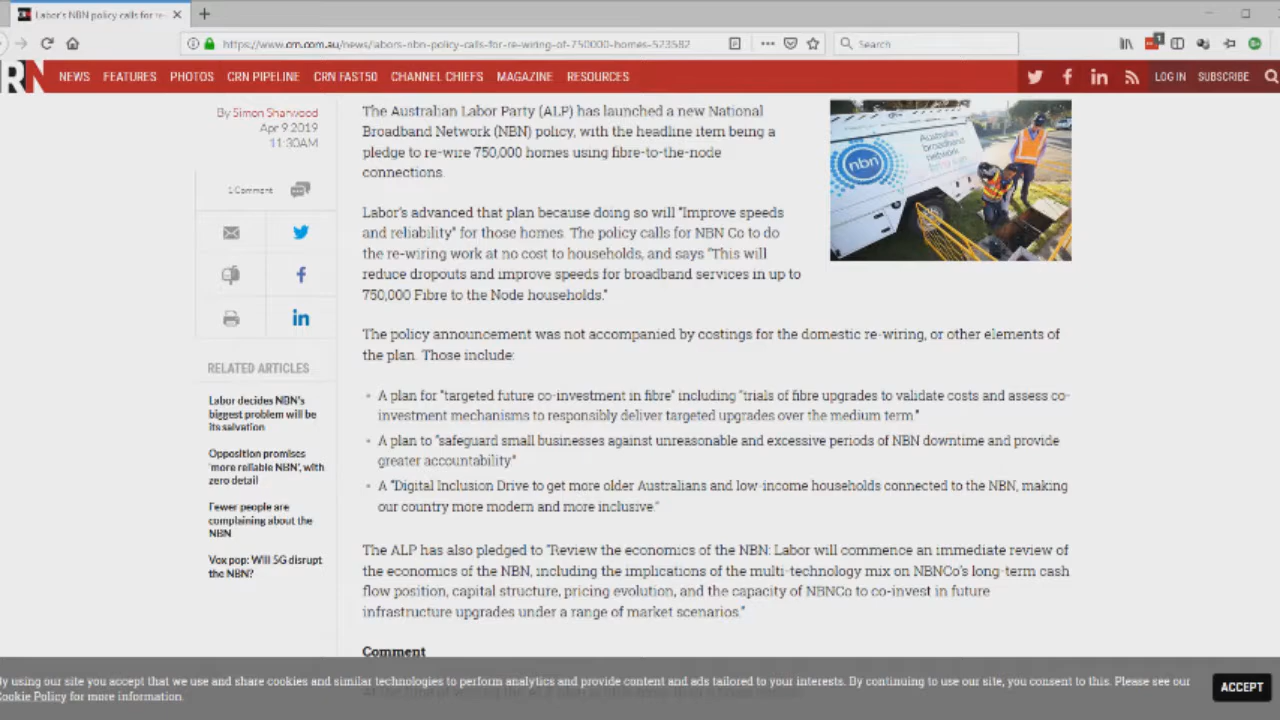 Labor's NBN policy calls for re-
https://www.crn.com.au/news/labors-nbn-policy-calls-for-re-wiring-of-750000-homes-523582
Search
RN
NEWS
FEATURES
PHOTOS
CRN PIPELINE
CRN FAST50
CHANNEL CHIEFS
MAGAZINE
RESOURCES
LOG IN
SUBSCRIBE
By Simon Sharwood
Apr 9 2019
11:30AM
1 Comment
RELATED ARTICLES
Labor decides NBN's
biggest problem will be
its salvation
Opposition promises
'more reliable NBN', with
zero detail
Fewer people are
complaining about the
NBN
Vox pop: Will 5G disrupt
the NBN?
The Australian Labor Party (ALP) has launched a new National
Broadband Network (NBN) policy, with the headline item being a
pledge to re-wire 750,000 homes using fibre-to-the-node
connections.
Labor's advanced that plan because doing so will "Improve speeds
and reliability" for those homes. The policy calls for NBN Co to do
the re-wiring work at no cost to households, and says "This will
reduce dropouts and improve speeds for broadband services in up to
750,000 Fibre to the Node households."
The policy announcement was not accompanied by costings for the domestic re-wiring, or other elements of
the plan. Those include:
A plan for "targeted future co-investment in fibre" including "trials of fibre upgrades to validate costs and assess co-
investment mechanisms to responsibly deliver targeted upgrades over the medium term."
A plan to "safeguard small businesses against unreasonable and excessive periods of NBN downtime and provide
greater accountability"
A "Digital Inclusion Drive to get more older Australians and low-income households connected to the NBN, making
our country more modern and more inclusive."
The ALP has also pledged to "Review the economics of the NBN: Labor will commence an immediate review of
the economics of the NBN, including the implications of the multi-technology mix on NBNCo's long-term cash
flow position, capital structure, pricing evolution, and the capacity of NBNCo to co-invest in future
infrastructure upgrades under a range of market scenarios."
Comment
nbn
Australian
broadband
network
By using our site you accept that we use and share cookies and similar technologies to perform analytics and provide content and ads tailored to your interests. By continuing to use our site, you consent to this. Please see our
Cookie Policy for more information.
ACCEPT